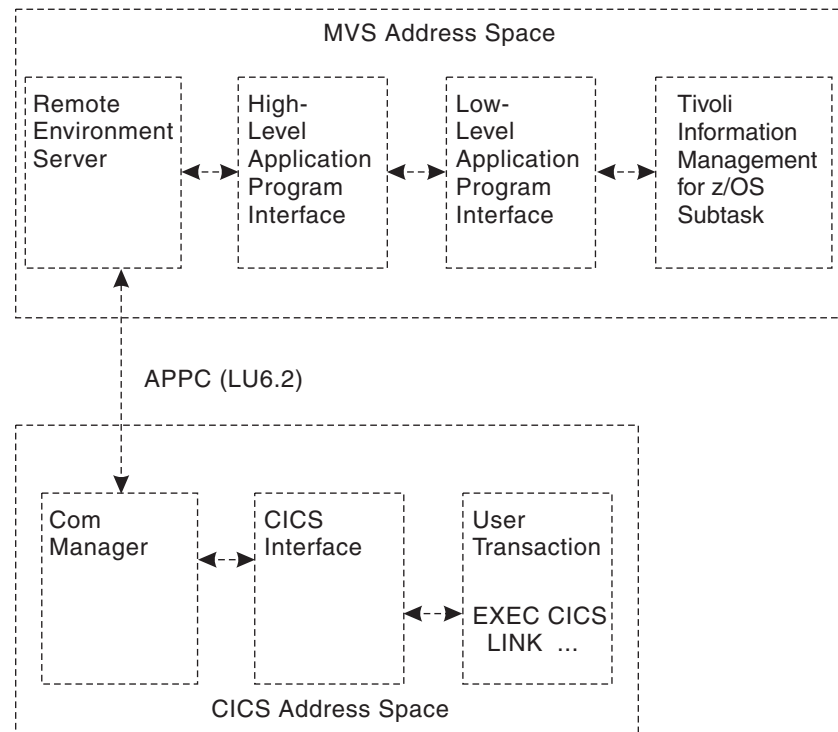 MVS Address Space
Remote
Environment
Server
High-
Level
Application
Program
Interface
Low-
Level
Application
Program
Interface
Tivoli
Information
Management
for z/OS
Subtask
APPC (LU6.2)
Com
Manager
CICS
Interface
User
Transaction
EXEC CICS
LINK ...
CICS Address Space